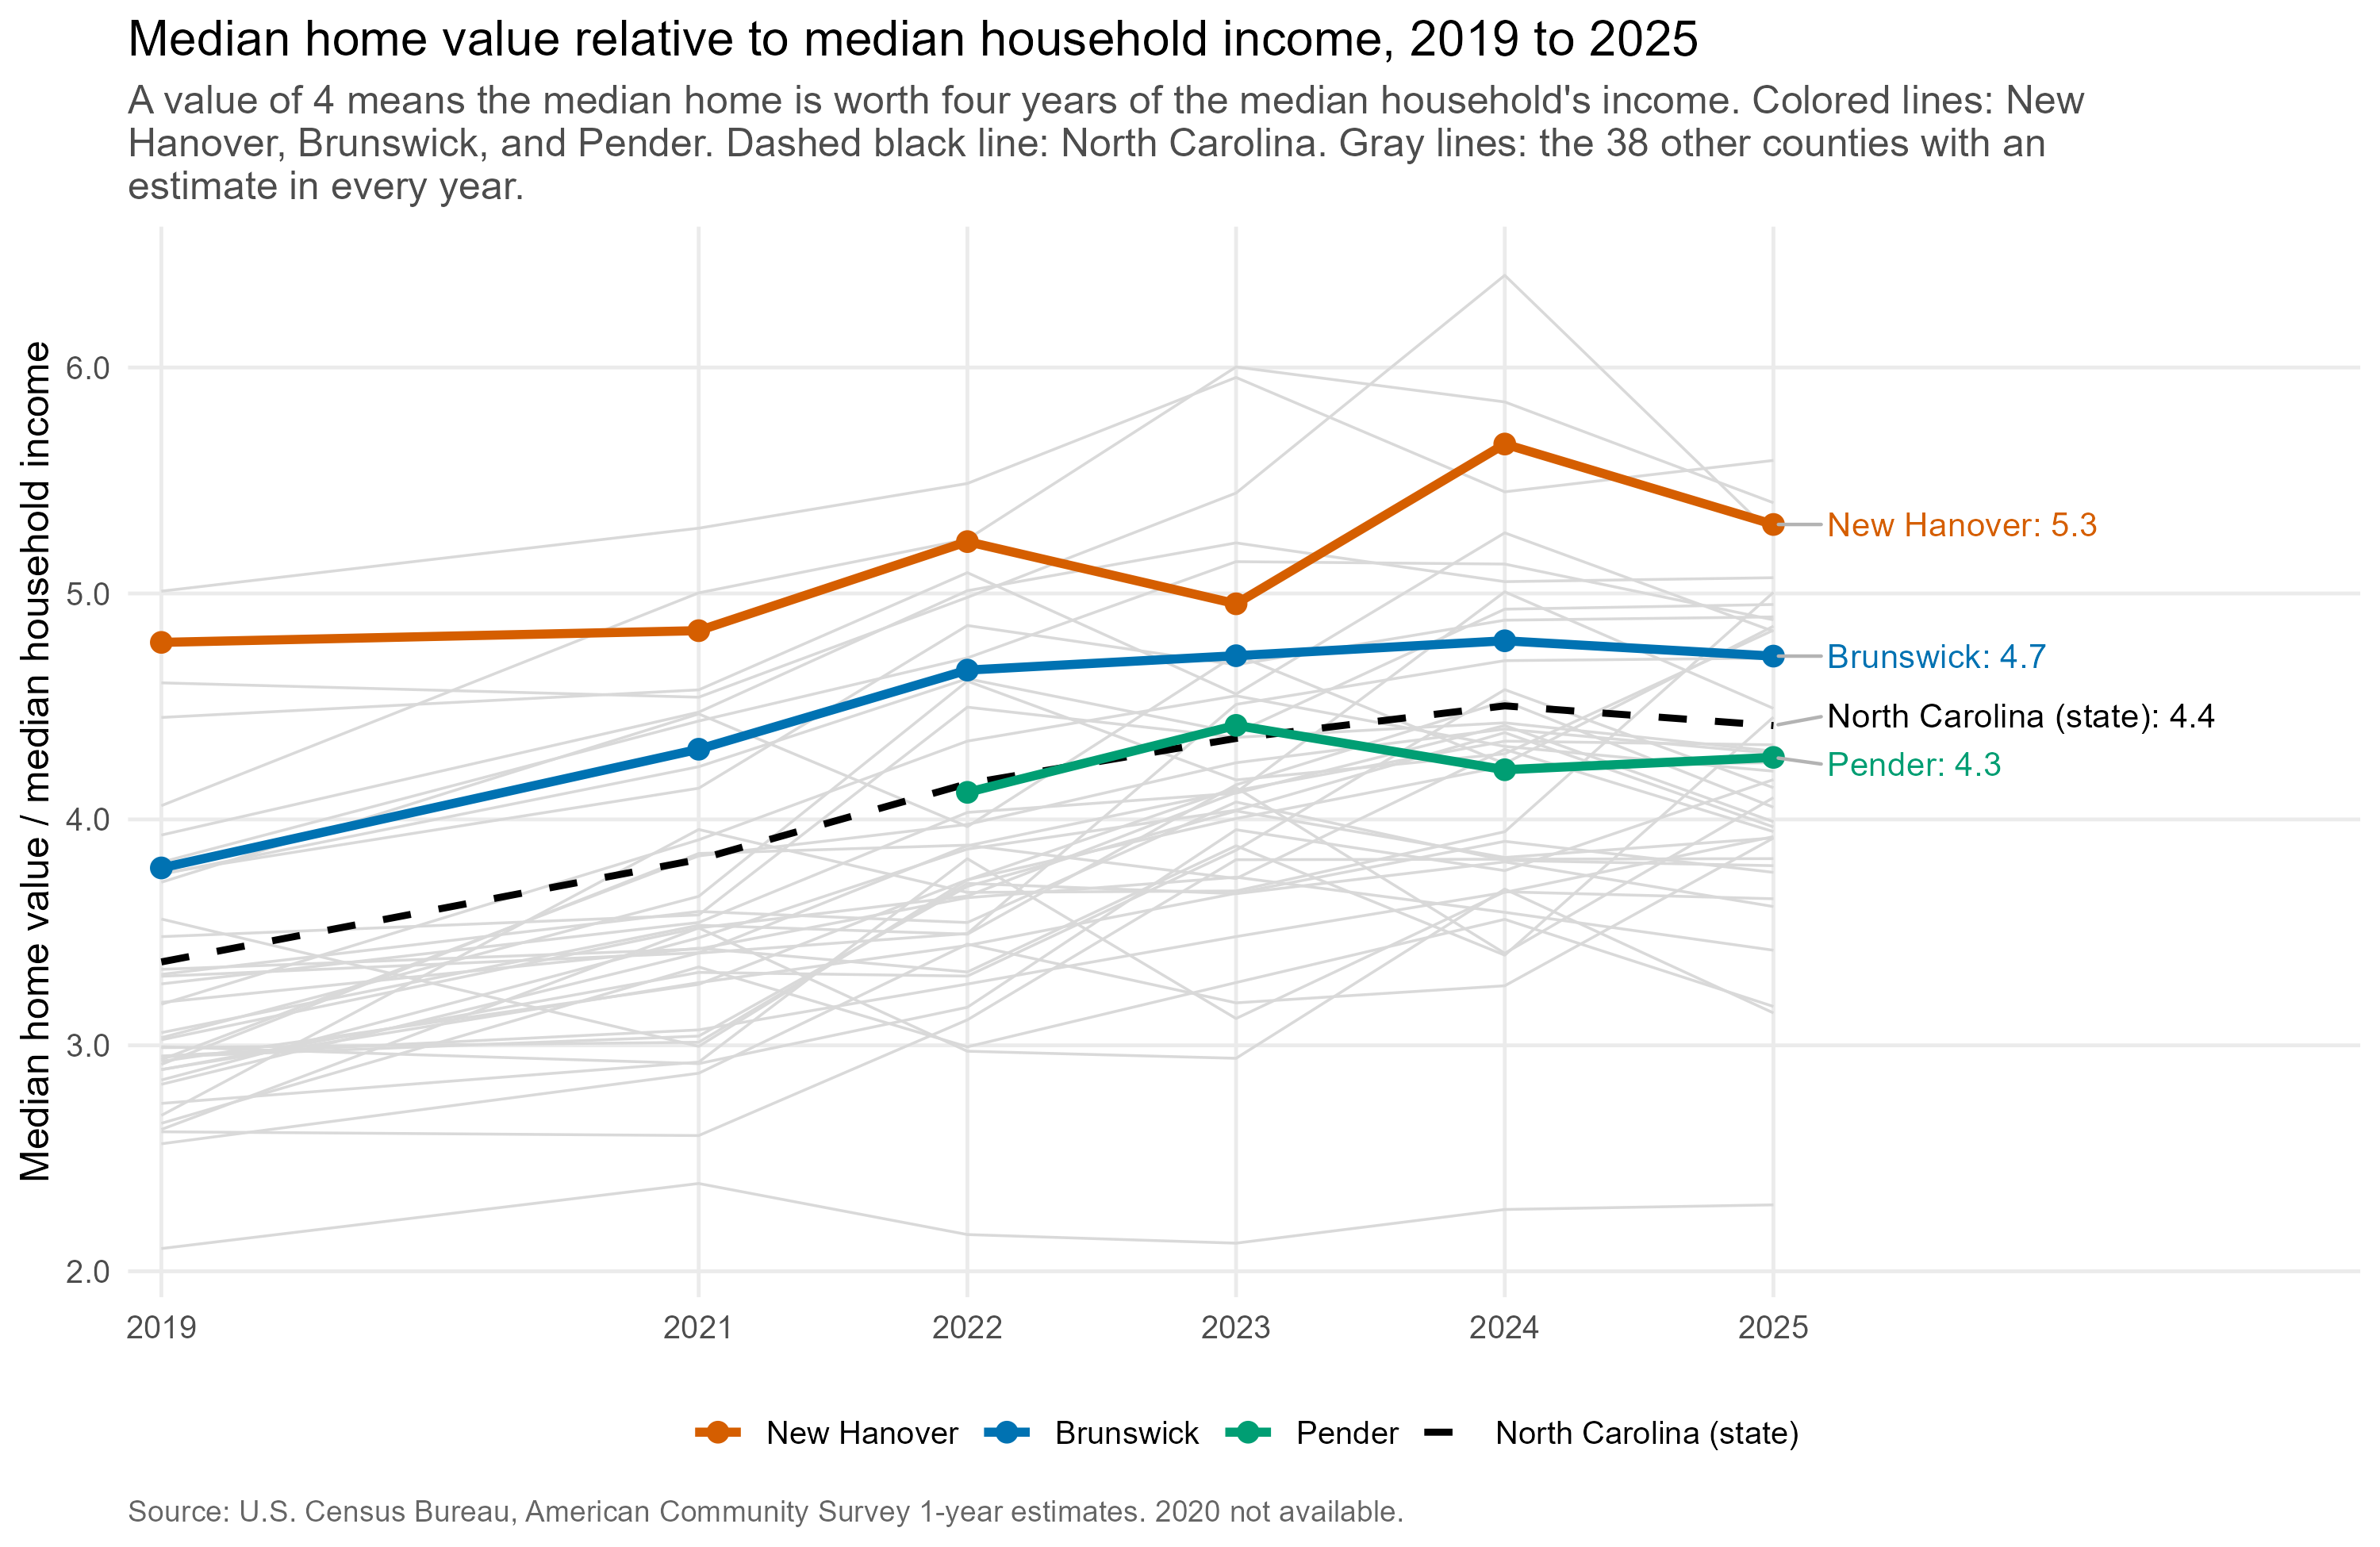 Median home value relative to median household income, 2019 to 2025
A value of 4 means the median home is worth four years of the median household's income. Colored lines: New
Hanover, Brunswick, and Pender. Dashed black line: North Carolina. Gray lines: the 38 other counties with an
estimate in every year.
Median home value / median household income
6.0
5.0
4.0
3.0
2.0
New Hanover: 5.3
Brunswick: 4.7
North Carolina (state): 4.4
Pender: 4.3
2019 2021 2022 2023 2024 2025
New Hanover Brunswick Pender North Carolina (state)
Source: U.S. Census Bureau, American Community Survey 1-year estimates. 2020 not available.